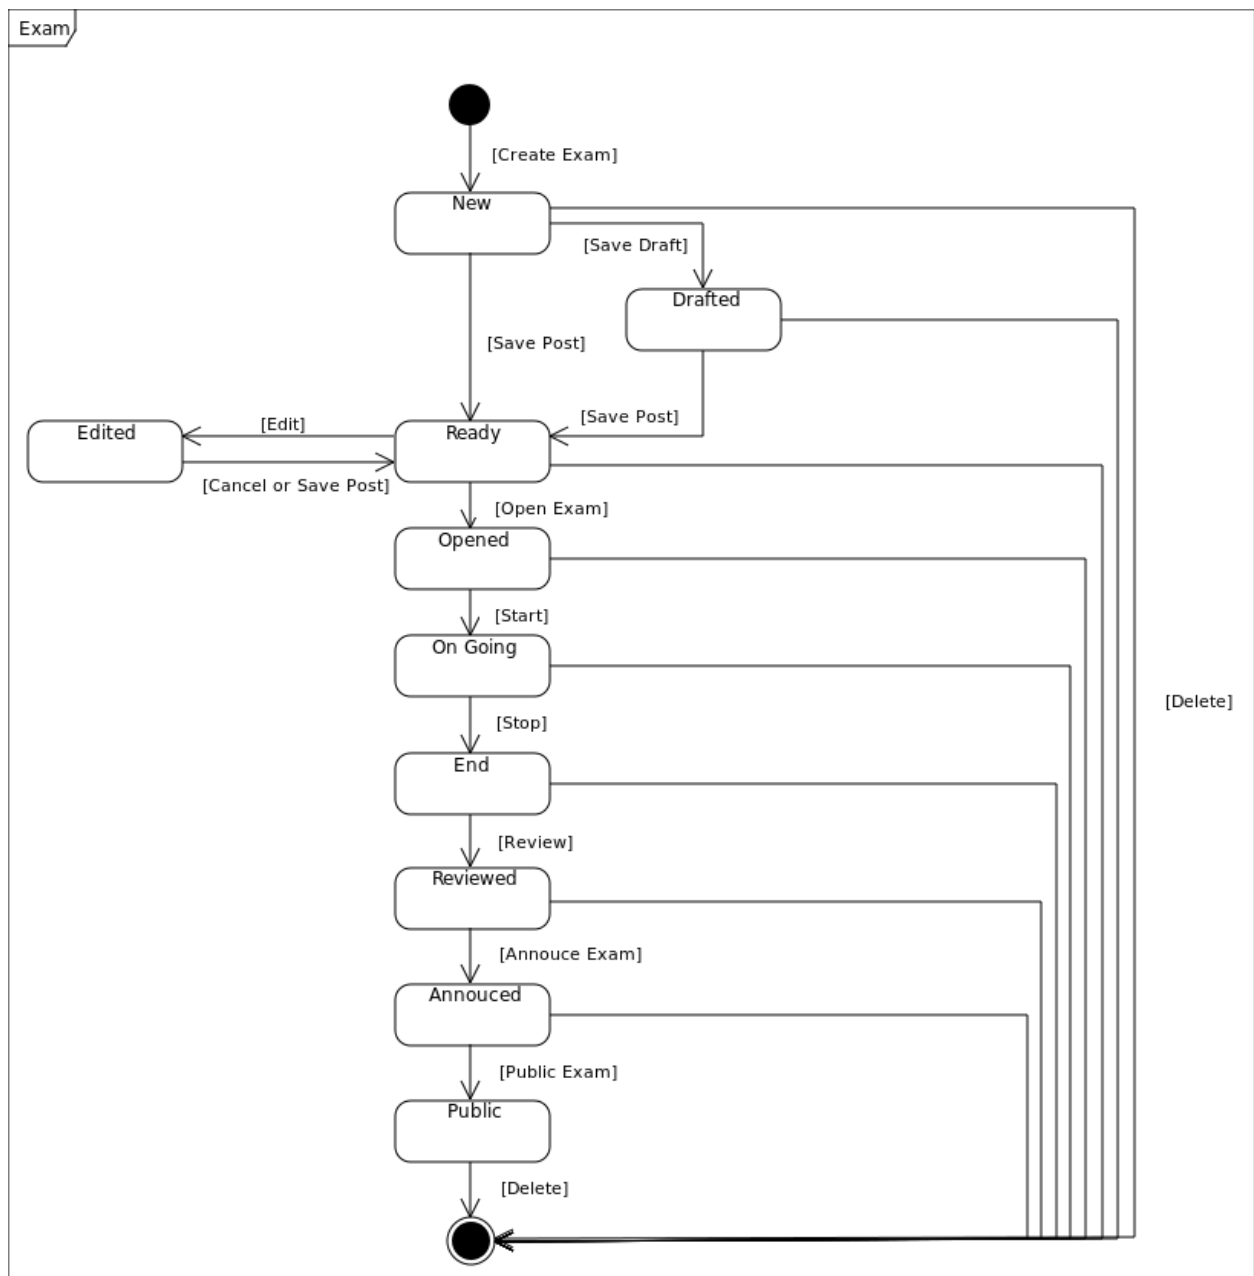 Exam
[Create Exam]
New
[Save Draft]
Drafted
[Save Post]
[Save Post]
[Edit]
Edited
Ready
[Cancel or Save Post]
[Open Exam]
Opened
[Start]
On Going
[Delete]
[Stop]
End
[Review]
Reviewed
[Annouce Exam]
Annouced
[Public Exam]
Public
[Delete]